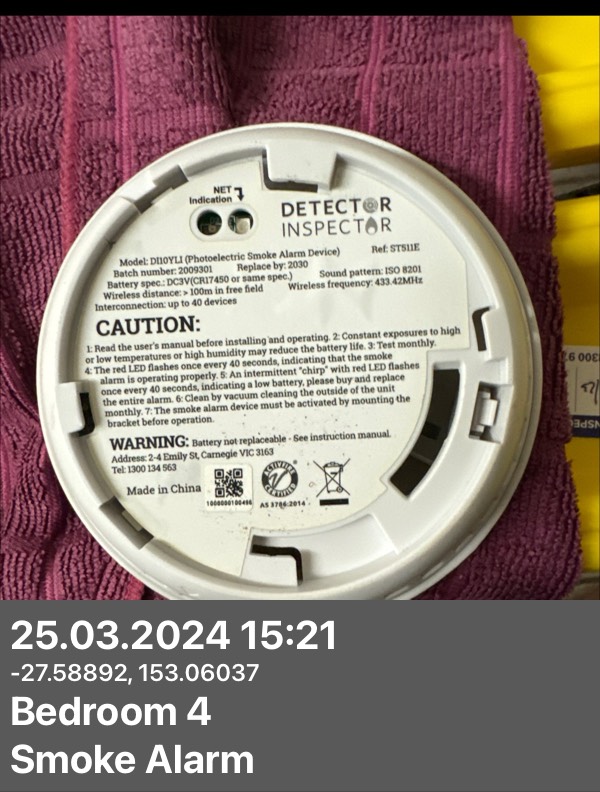 NET
Indication
DETECTOR
INSPECTOR
Model: DI10YLI (Photoelectric Smoke Alarm Device) Ref: ST511E
Batch number: 2009301 Replace by: 2030
Battery spec.: DC3V(CR17450 or same spec.) Sound pattern: ISO 8201
Wireless distance: > 100m in free field Wireless frequency: 433.42MHz
Interconnection: up to 40 devices
CAUTION:
1: Read the user's manual before installing and operating. 2: Constant exposures to high
or low temperatures or high humidity may reduce the battery life. 3: Test monthly.
4: The red LED flashes once every 40 seconds, indicating that the smoke
alarm is operating properly. 5: An intermittent "chirp" with red LED flashes
once every 40 seconds, indicating a low battery, please buy and replace
the entire alarm. 6: Clean by vacuum cleaning the outside of the unit
monthly. 7: The smoke alarm device must be activated by mounting the
bracket before operation.
WARNING: Battery not replaceable - See instruction manual.
Address: 2-4 Emily St, Carnegie VIC 3163
Tel: 1300 134 563
Made in China
ACTIVFIRE
CERTIFIED
AS 3786:2014
25.03.2024 15:21
-27.58892, 153.06037
Bedroom 4
Smoke Alarm